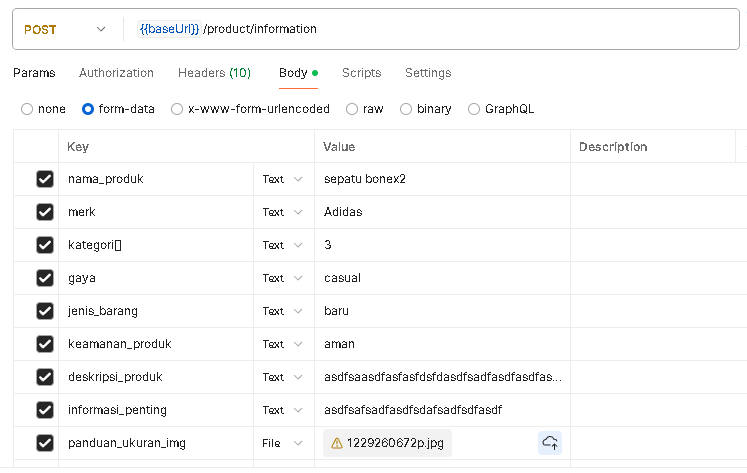 POST {{baseUrl}} /product/information
Params Authorization Headers (10) Body Scripts Settings
none form-data x-www-form-urlencoded raw binary GraphQL
Key Value Description
nama_produk Text sepatu bonex2
merk Text Adidas
kategori[] Text 3
gaya Text casual
jenis_barang Text baru
keamanan_produk Text aman
deskripsi_produk Text asdfsaasdfasfasfdsfdasdfsadfasdfasdfas...
informasi_penting Text asdfsafsadfasdfsdafsadfsdfasdf
panduan_ukuran_img File 1229260672p.jpg